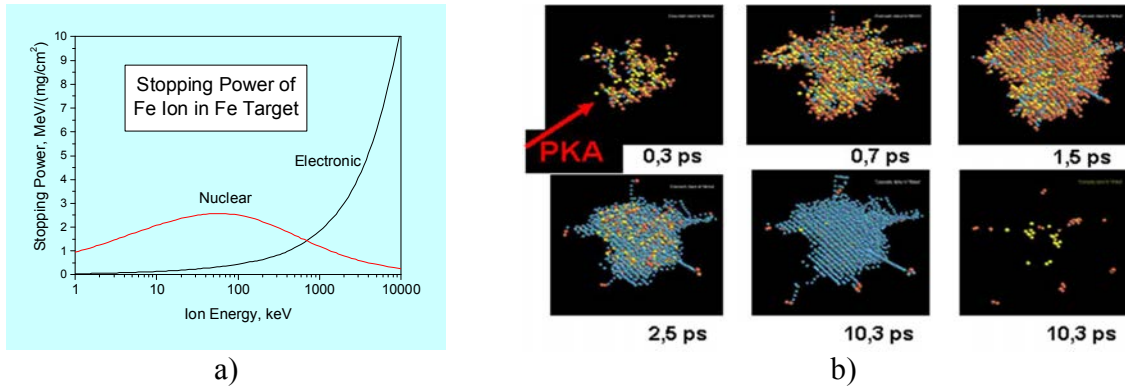 Stopping Power of
Fe Ion in Fe Target
Electronic
Nuclear
Stopping Power, MeV/(mg/cm²)
10
9
8
7
6
5
4
3
2
1
0
1 10 100 1000 10000
Ion Energy, keV
a)
PKA
0,3 ps
0,7 ps
1,5 ps
2,5 ps
10,3 ps
10,3 ps
b)